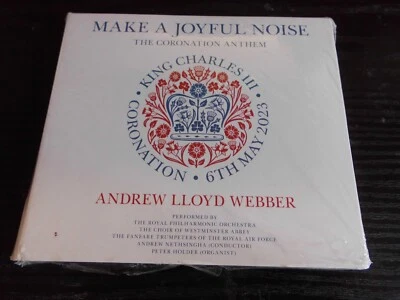 MAKE A JOYFUL NOISE
THE CORONATION ANTHEM
KING CHARLES III
CORONATION • 6TH MAY 2023
ANDREW LLOYD WEBBER
PERFORMED BY
THE ROYAL PHILHARMONIC ORCHESTRA
THE CHOIR OF WESTMINSTER ABBEY
THE FANFARE TRUMPETERS OF THE ROYAL AIR FORCE
ANDREW NETHSINGHA (CONDUCTOR)
PETER HOLDER (ORGANIST)